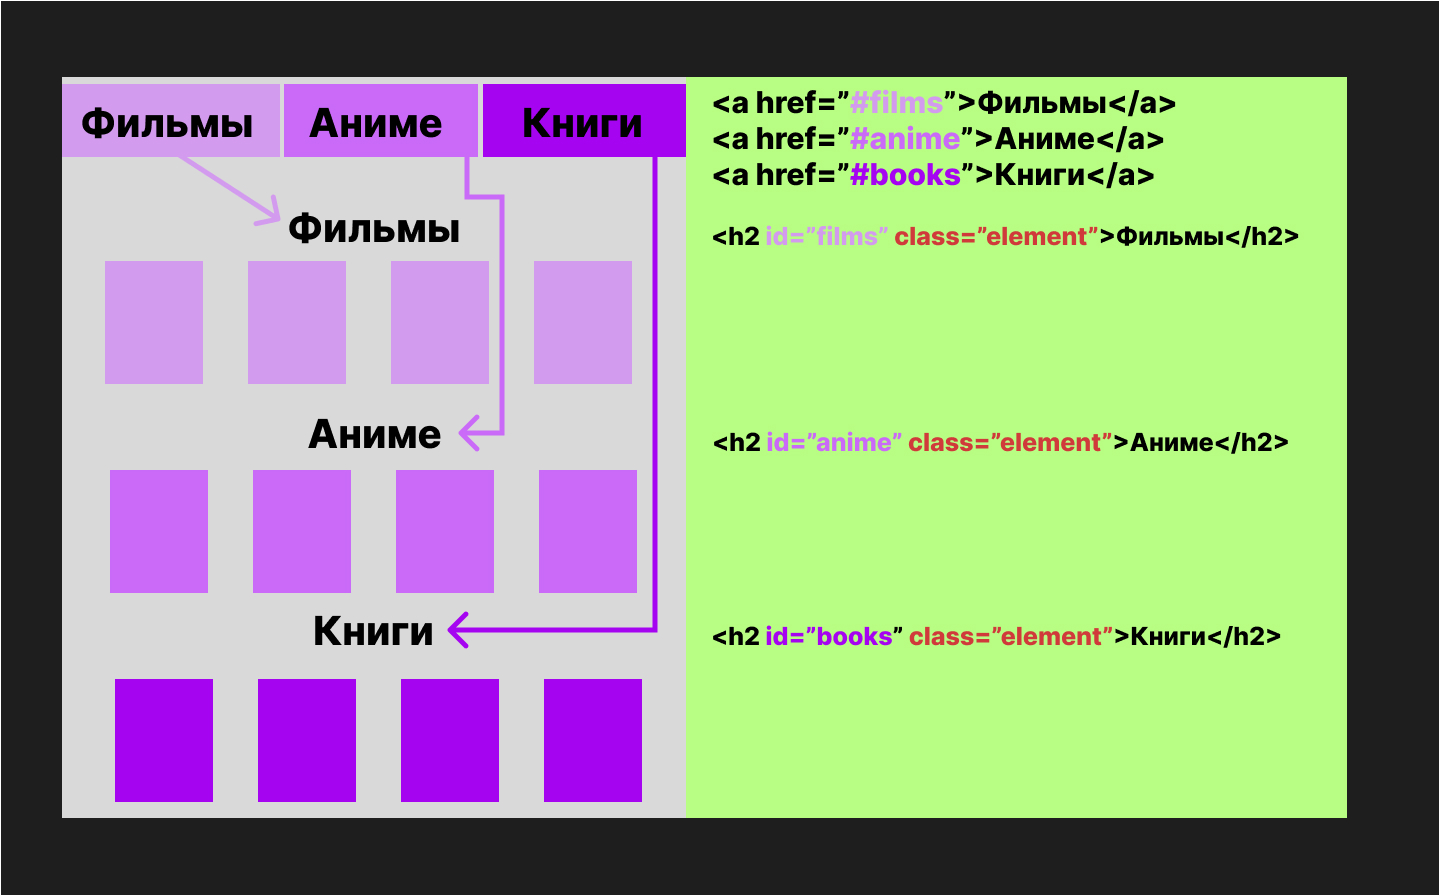 Фильмы Аниме Книги
Фильмы
Аниме
Книги
<a href=”#films”>Фильмы</a>
<a href=”#anime”>Аниме</a>
<a href=”#books”>Книги</a>
<h2 id=”films” class=”element”>Фильмы</h2>
<h2 id=”anime” class=”element”>Аниме</h2>
<h2 id=”books” class=”element”>Книги</h2>